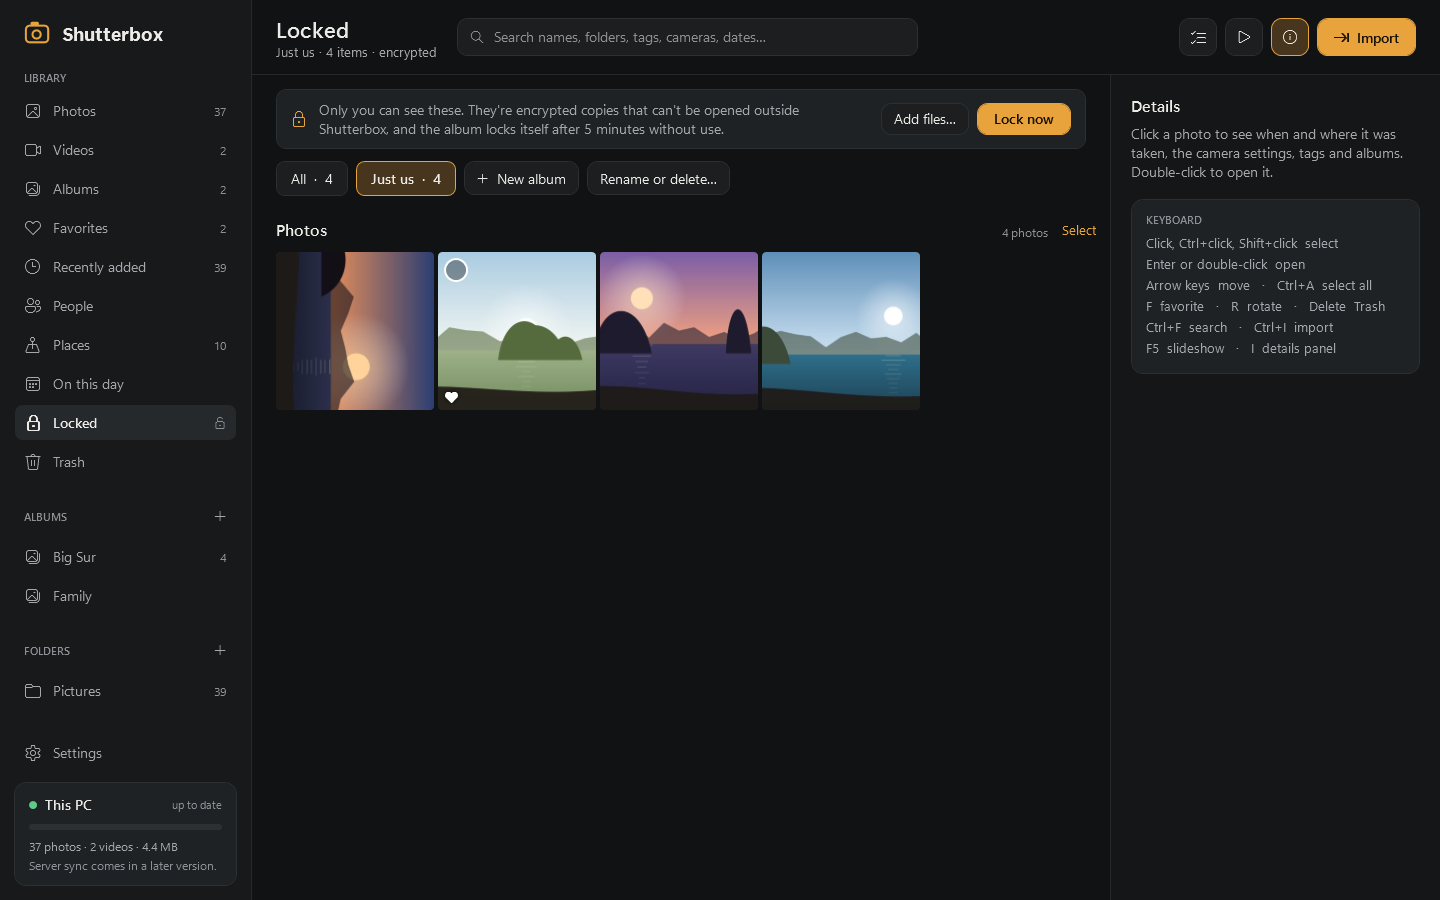 Shutterbox
LIBRARY
Photos 37
Videos 2
Albums 2
Favorites 2
Recently added 39
People
Places 10
On this day
Locked
Trash
ALBUMS
Big Sur 4
Family
FOLDERS
Pictures 39
Settings
This PC up to date
37 photos · 2 videos · 4.4 MB
Server sync comes in a later version.
Locked
Just us · 4 items · encrypted
Search names, folders, tags, cameras, dates...
Import
Only you can see these. They're encrypted copies that can't be opened outside
Shutterbox, and the album locks itself after 5 minutes without use.
Add files...
Lock now
All · 4
Just us · 4
New album
Rename or delete...
Photos
4 photos Select
Details
Click a photo to see when and where it was
taken, the camera settings, tags and albums.
Double-click to open it.
KEYBOARD
Click, Ctrl+click, Shift+click select
Enter or double-click open
Arrow keys move · Ctrl+A select all
F favorite · R rotate · Delete Trash
Ctrl+F search · Ctrl+I import
F5 slideshow · I details panel